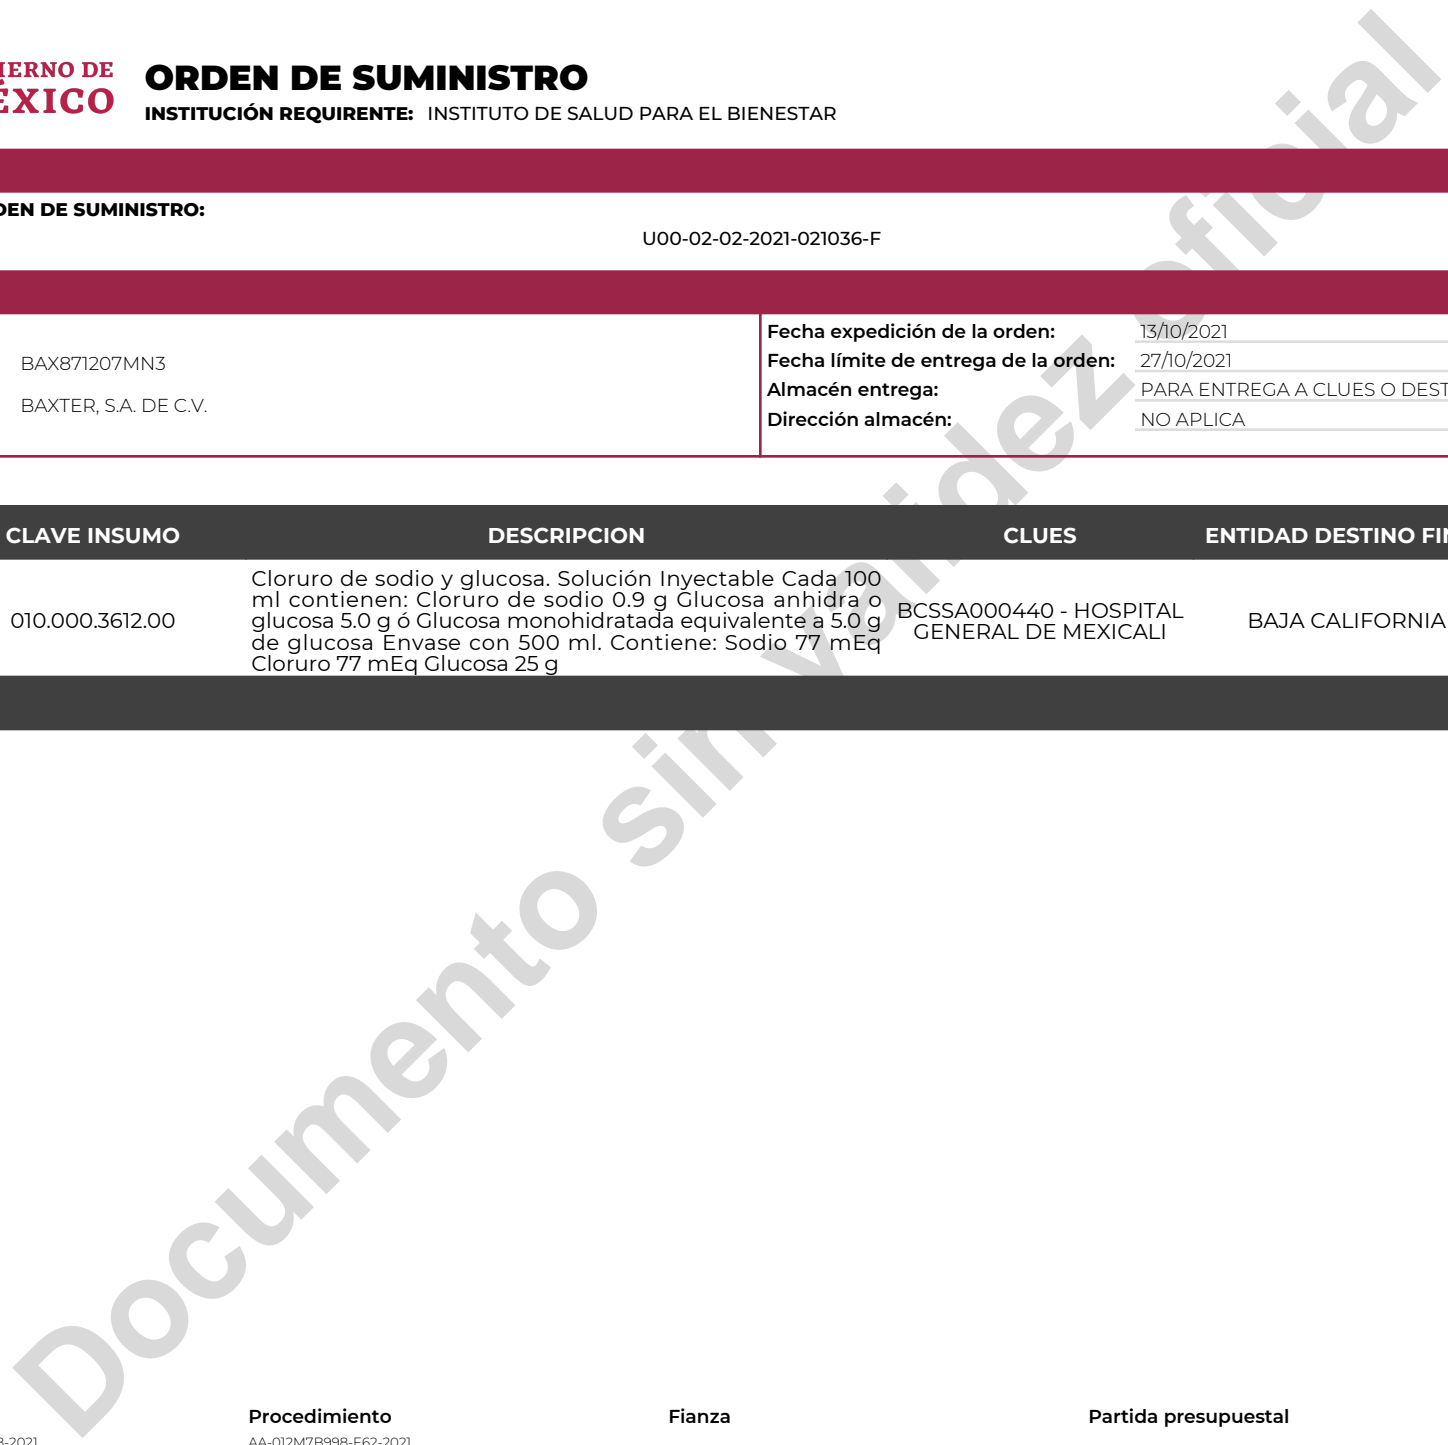 IERNO DE
ÉXICO
ORDEN DE SUMINISTRO
INSTITUCIÓN REQUIRENTE: INSTITUTO DE SALUD PARA EL BIENESTAR
DEN DE SUMINISTRO:
U00-02-02-2021-021036-F
BAX871207MN3
BAXTER, S.A. DE C.V.
Fecha expedición de la orden: 13/10/2021
Fecha límite de entrega de la orden: 27/10/2021
Almacén entrega: PARA ENTREGA A CLUES O DEST
Dirección almacén: NO APLICA
CLAVE INSUMO DESCRIPCION CLUES ENTIDAD DESTINO FIN
010.000.3612.00
Cloruro de sodio y glucosa. Solución Inyectable Cada 100
ml contienen: Cloruro de sodio 0.9 g Glucosa anhidra o
glucosa 5.0 g ó Glucosa monohidratada equivalente a 5.0 g
de glucosa Envase con 500 ml. Contiene: Sodio 77 mEq
Cloruro 77 mEq Glucosa 25 g
BCSSA000440 - HOSPITAL
GENERAL DE MEXICALI
BAJA CALIFORNIA
Documento sin validez oficial
Procedimiento Fianza Partida presupuestal
-2021 AA-012M7B998-E62-2021